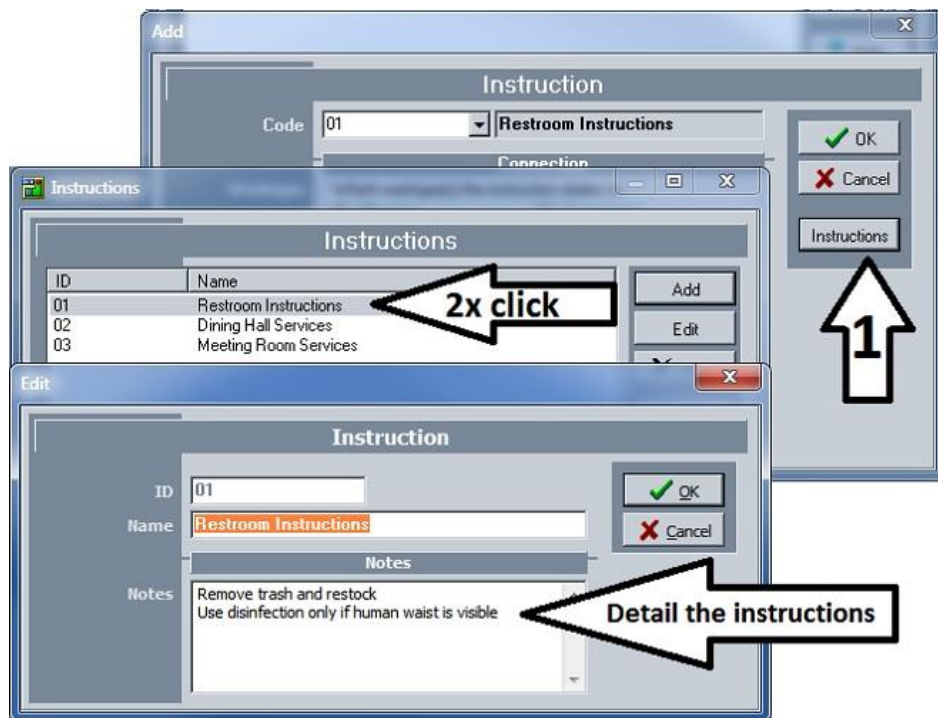 Add
Instruction
Code 01 Restroom Instructions
Connection
OK
Cancel
Instructions
1
Instructions
Instructions
ID Name
01 Restroom Instructions
02 Dining Hall Services
03 Meeting Room Services
Add
Edit
2x click
Edit
Instruction
ID 01
Name Restroom Instructions
OK
Cancel
Notes
Notes Remove trash and restock
Use disinfection only if human waist is visible
Detail the instructions